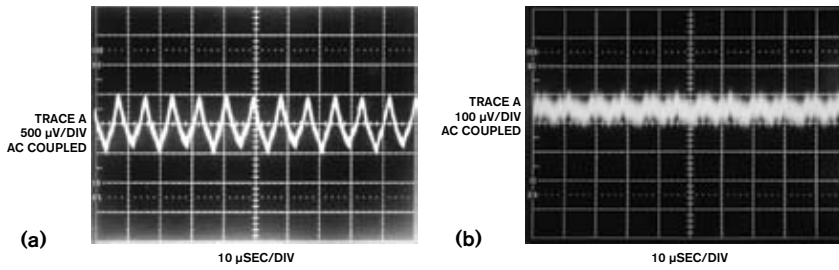 TRACE A
500 µV/DIV
AC COUPLED
(a)
10 µSEC/DIV
TRACE A
100 µV/DIV
AC COUPLED
(b)
10 µSEC/DIV